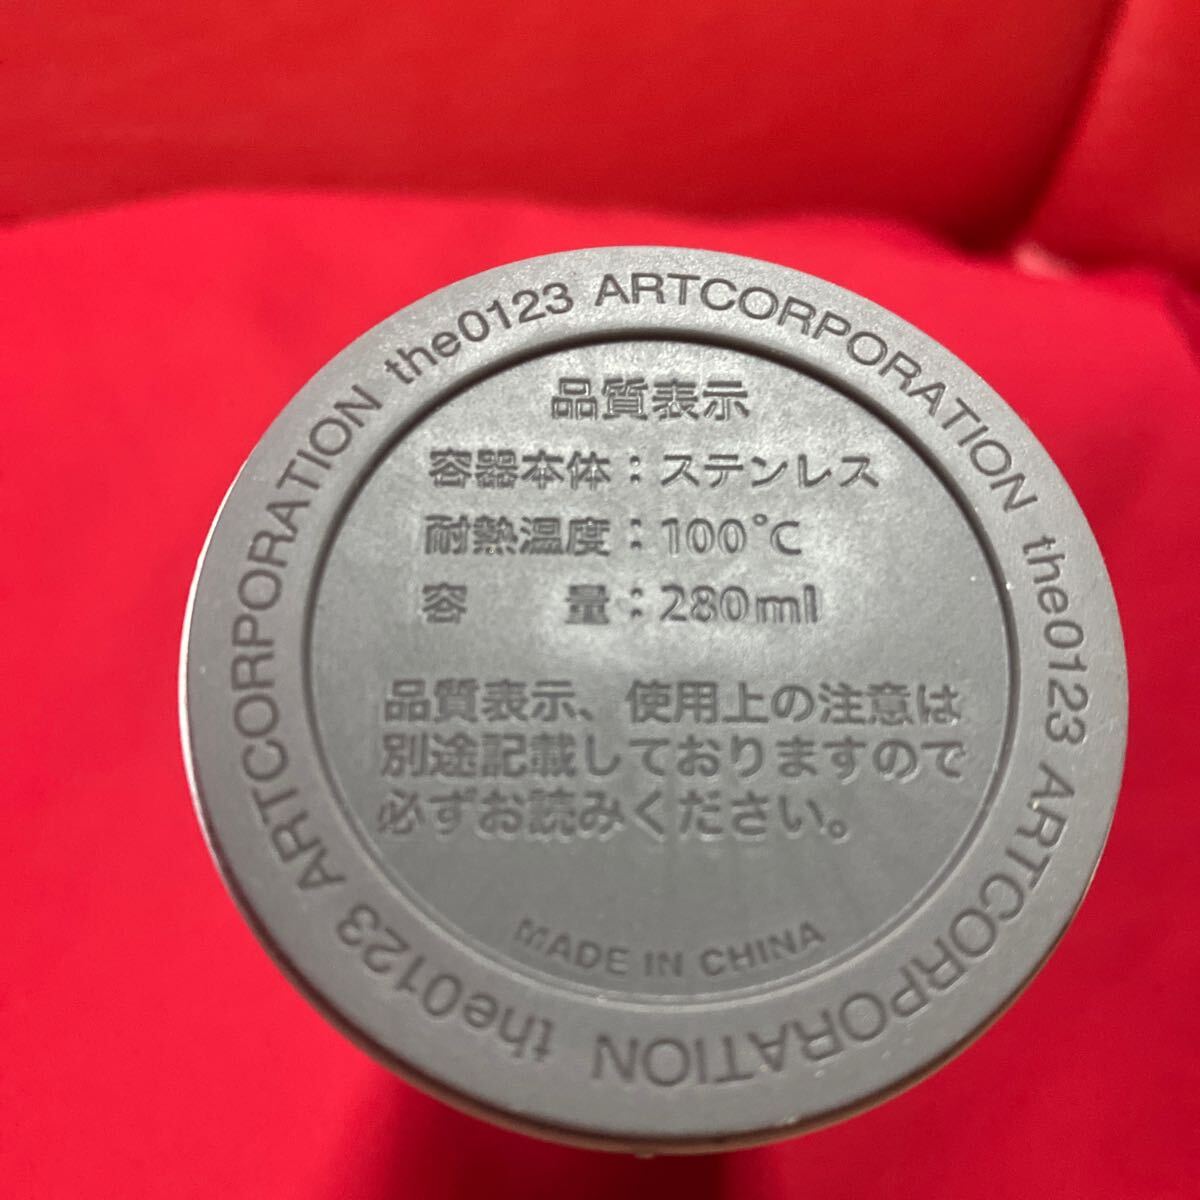 the0123 ARTCORPORATION the0123 ARTCORPORATION the0123 ARTCORPORATION
品質表示
容器本体：ステンレス
耐熱温度：100℃
容　　量：280ml
品質表示、使用上の注意は
別途記載しておりますので
必ずお読みください。
MADE IN CHINA